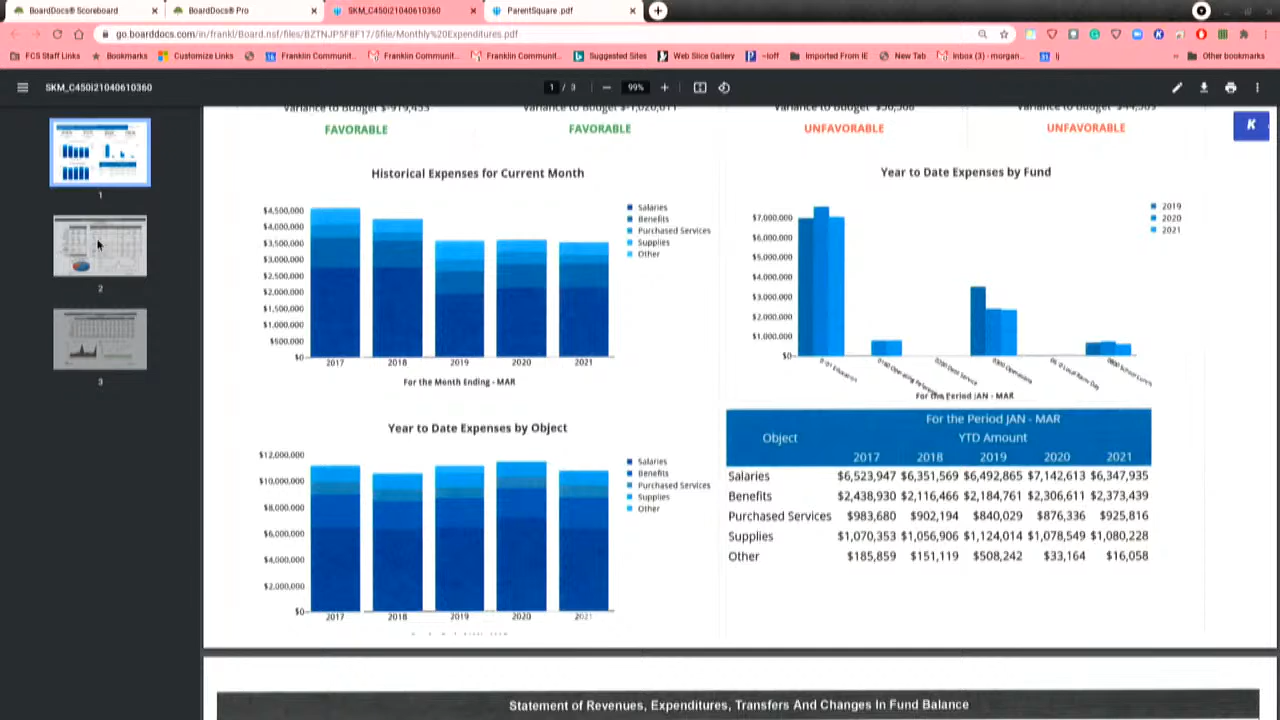 BoardDocs® Scoreboard
BoardDocs® Pro
SKM_C450i21040610360
ParentSquare .pdf
go.boarddocs.com/in/frankl/Board.nsf/files/BZTNJP5F8F17/$file/Monthly%20Expenditures.pdf
FCS Staff Links
Bookmarks
Customize Links
Franklin Communit...
Franklin Communit...
Franklin Communit...
Suggested Sites
Web Slice Gallery
~loff
Imported From IE
New Tab
Inbox (3) - morgan...
lj
Other bookmarks
SKM_C450i21040610360
1 / 3
99%
1
2
3
FAVORABLE
FAVORABLE
UNFAVORABLE
UNFAVORABLE
K
Historical Expenses for Current Month
$4,500,000
$4,000,000
$3,500,000
$3,000,000
$2,500,000
$2,000,000
$1,500,000
$1,000,000
$500,000
$0
2017 2018 2019 2020 2021
For the Month Ending - MAR
Salaries
Benefits
Purchased Services
Supplies
Other
Year to Date Expenses by Fund
$7,000,000
$6,000,000
$5,000,000
$4,000,000
$3,000,000
$2,000,000
$1,000,000
$0
For the Period JAN - MAR
2019
2020
2021
Year to Date Expenses by Object
$12,000,000
$10,000,000
$8,000,000
$6,000,000
$4,000,000
$2,000,000
$0
2017 2018 2019 2020 2021
Salaries
Benefits
Purchased Services
Supplies
Other
For the Period JAN - MAR
Object YTD Amount
2017 2018 2019 2020 2021
Salaries $6,523,947 $6,351,569 $6,492,865 $7,142,613 $6,347,935
Benefits $2,438,930 $2,116,466 $2,184,761 $2,306,611 $2,373,439
Purchased Services $983,680 $902,194 $840,029 $876,336 $925,816
Supplies $1,070,353 $1,056,906 $1,124,014 $1,078,549 $1,080,228
Other $185,859 $151,119 $508,242 $33,164 $16,058
Statement of Revenues, Expenditures, Transfers And Changes In Fund Balance